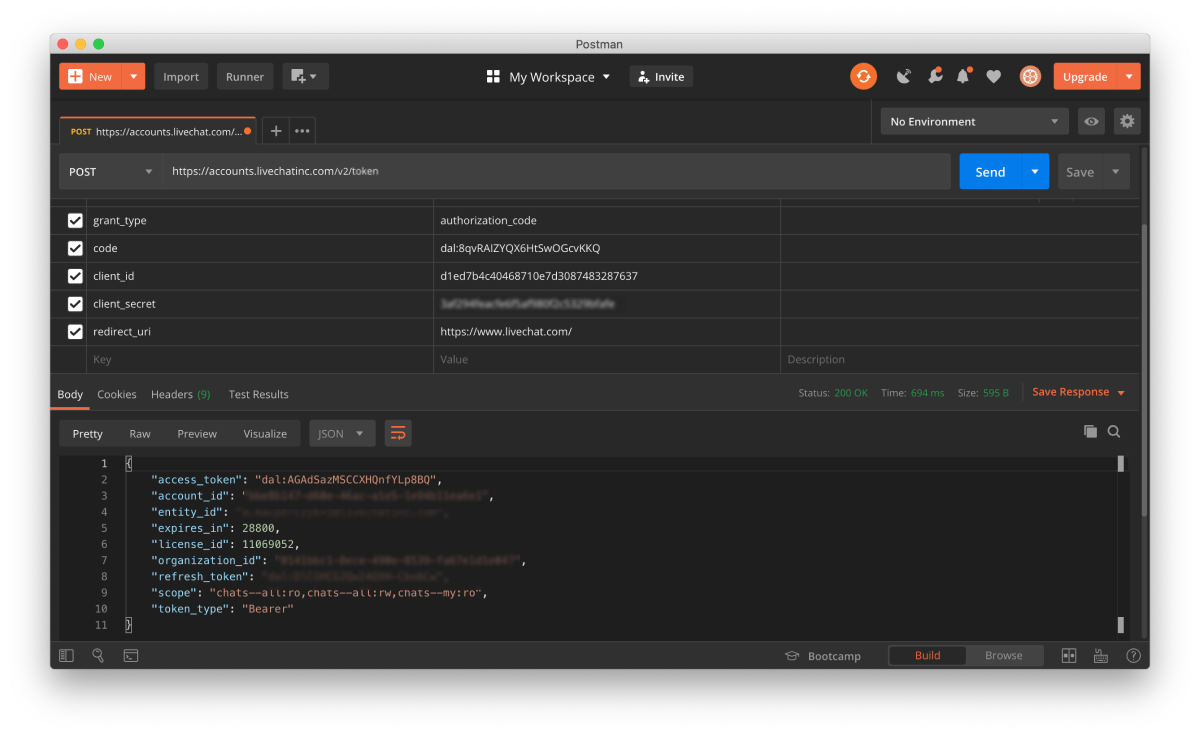 Postman
New Import Runner My Workspace Invite Upgrade
POST https://accounts.livechat.com/... No Environment
POST https://accounts.livechatinc.com/v2/token Send Save
grant_type authorization_code
code dal:8qvRAIZYQX6HtSwOGcvKKQ
client_id d1ed7b4c40468710e7d3087483287637
client_secret
redirect_uri https://www.livechat.com/
Key Value Description
Body Cookies Headers (9) Test Results Status: 200 OK Time: 694 ms Size: 595 B Save Response
Pretty Raw Preview Visualize JSON
1 {
2 "access_token": "dal:AGAdSazMSCCXHQnfYLp8BQ",
3 "account_id":
4 "entity_id":
5 "expires_in": 28800,
6 "license_id": 11069052,
7 "organization_id":
8 "refresh_token":
9 "scope": "chats--all:ro,chats--all:rw,chats--my:ro",
10 "token_type": "Bearer"
11 }
Bootcamp Build Browse